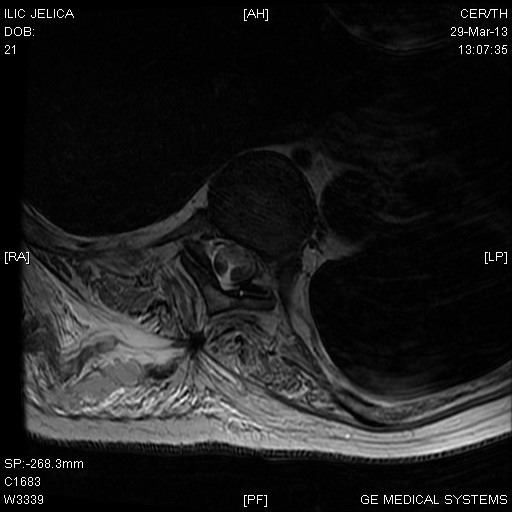 ILIC JELICA
[AH]
CER/TH
DOB:
29-Mar-13
21
13:07:35
[RA]
[LP]
SP:-268.3mm
C1683
W3339
[PF]
GE MEDICAL SYSTEMS